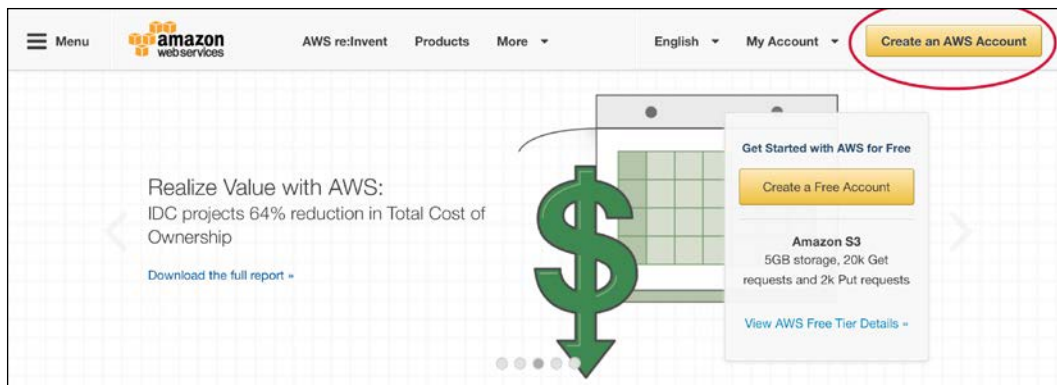 Menu
amazon
webservices
AWS re:Invent
Products
More
English
My Account
Create an AWS Account
Realize Value with AWS:
IDC projects 64% reduction in Total Cost of
Ownership
Download the full report »
$
Get Started with AWS for Free
Create a Free Account
Amazon S3
5GB storage, 20k Get
requests and 2k Put requests
View AWS Free Tier Details »